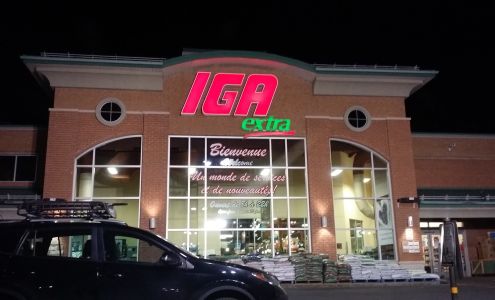 IGA
extra
Bienvenue
Welcome
Un monde de services
et de nouveautés!